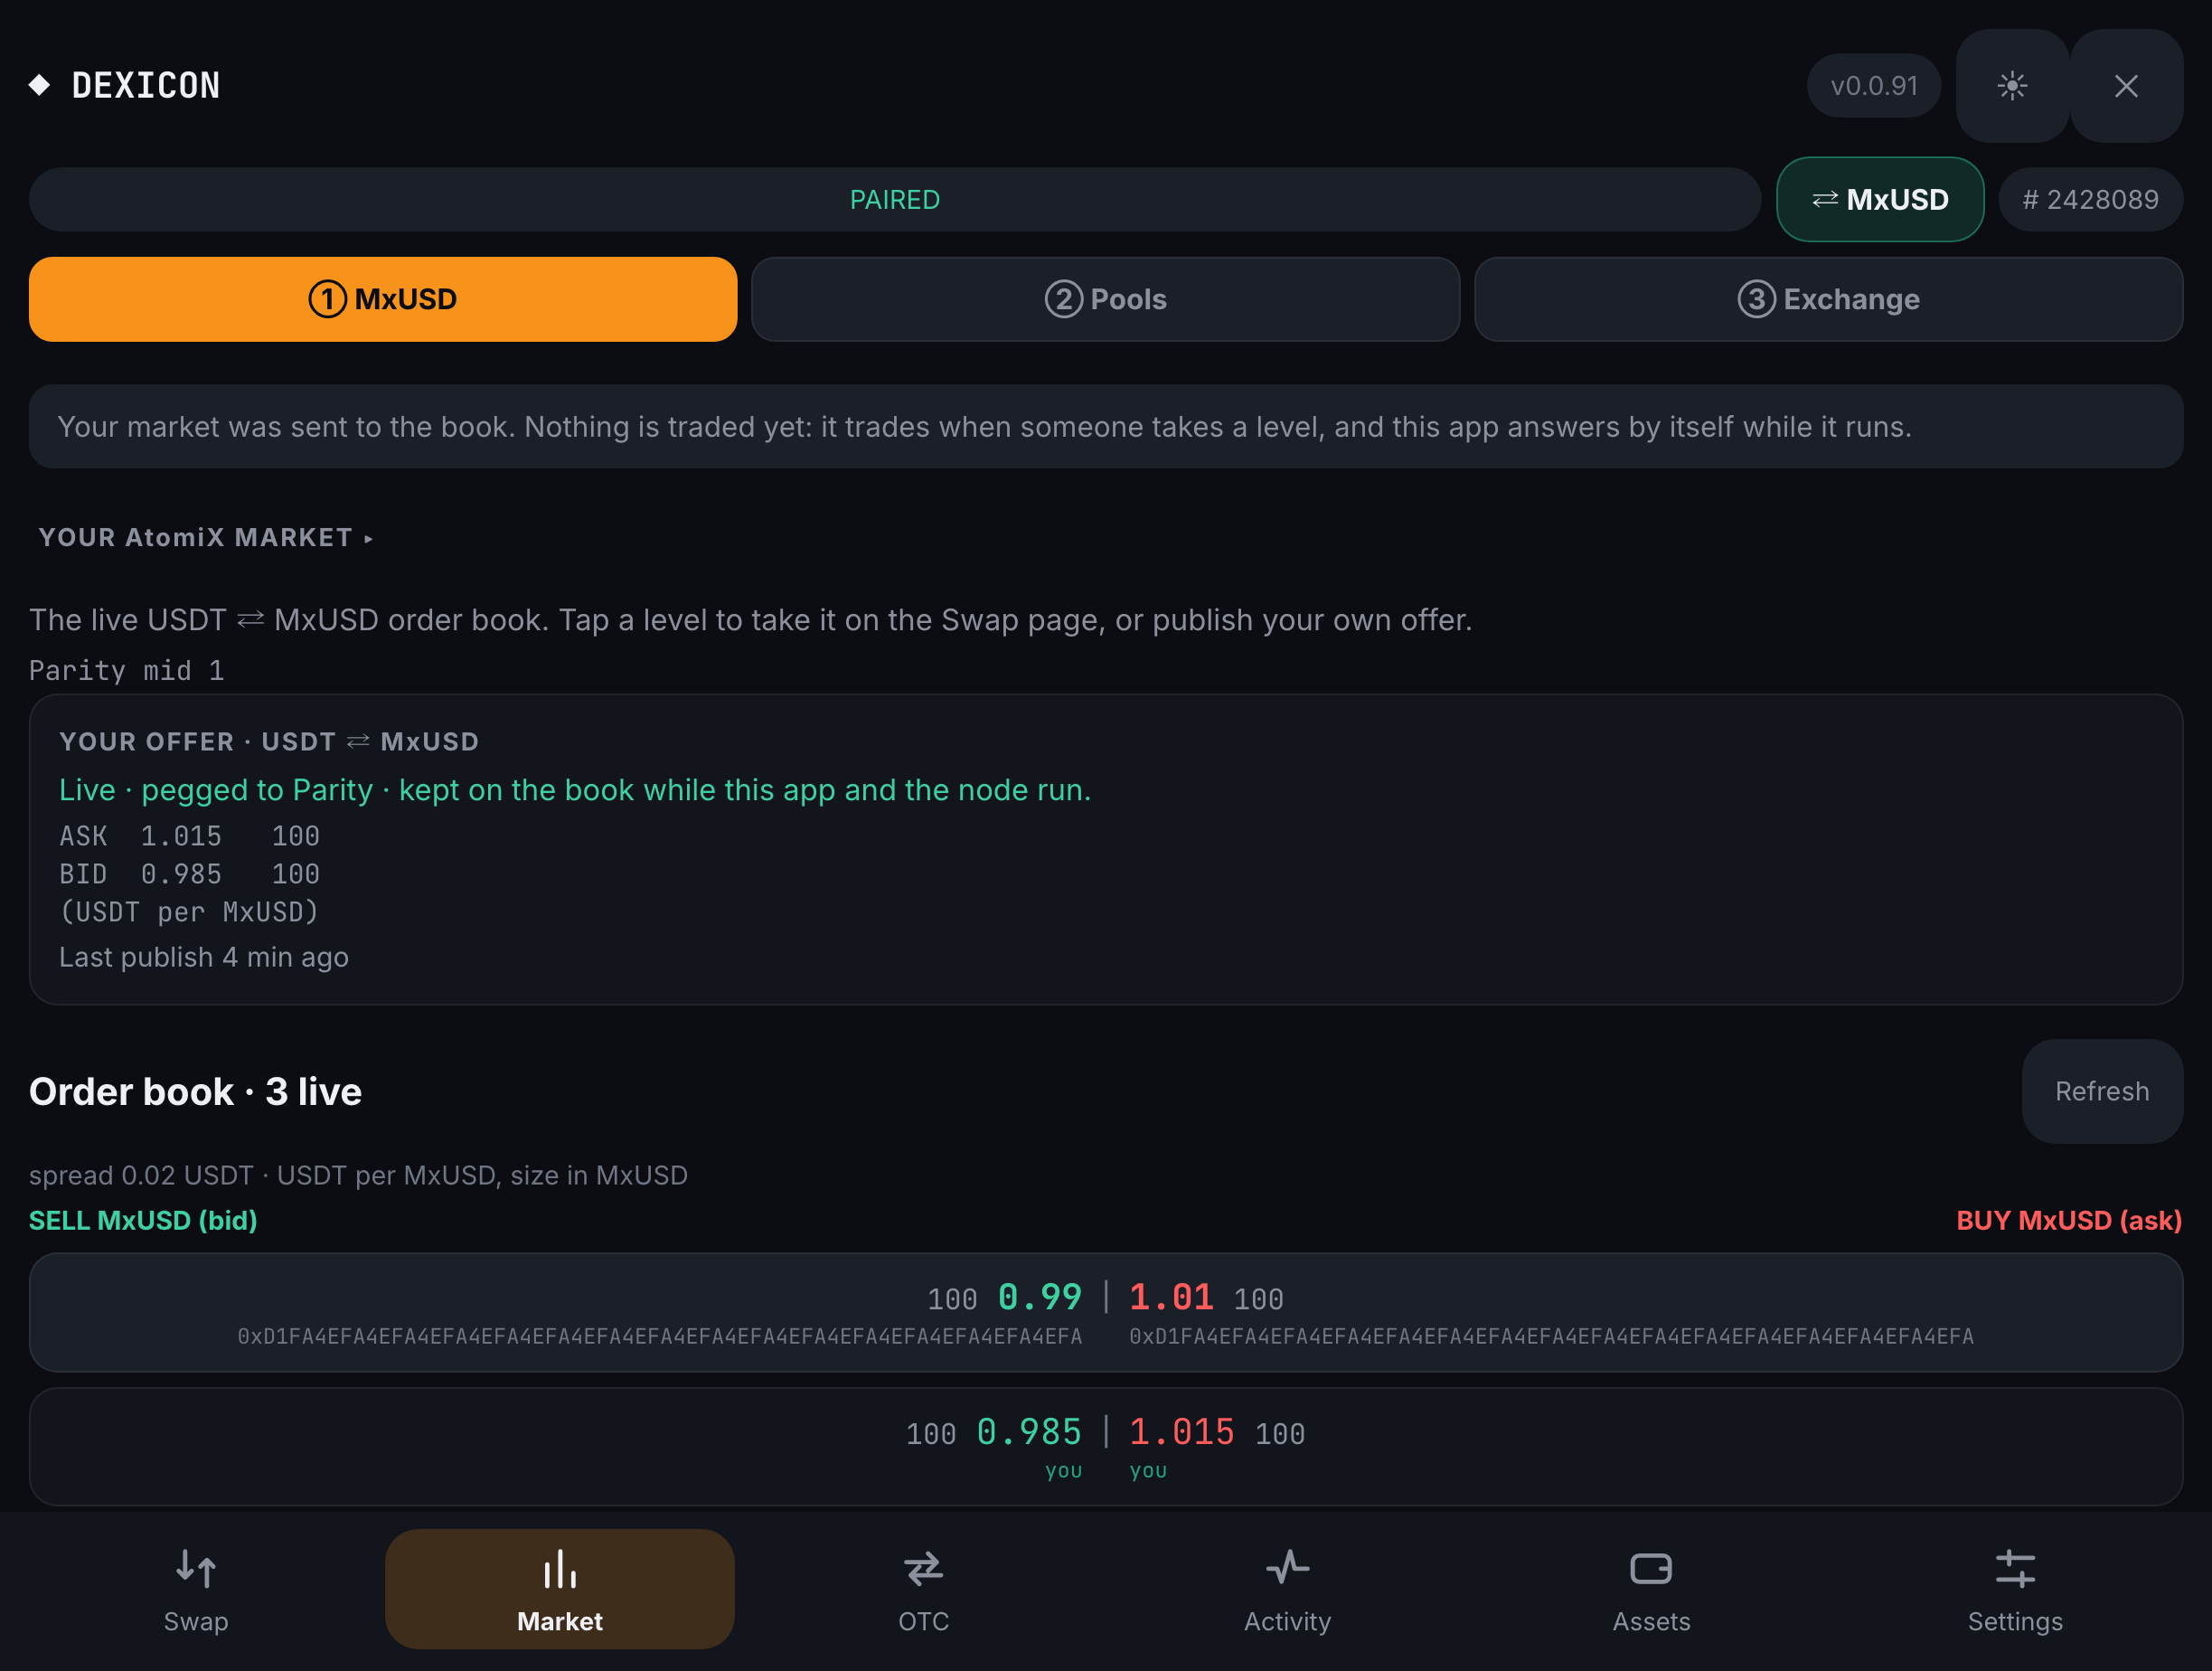 ◆ DEXICON
v0.0.91
PAIRED
⇄ MxUSD
# 2428089
① MxUSD
② Pools
③ Exchange
Your market was sent to the book. Nothing is traded yet: it trades when someone takes a level, and this app answers by itself while it runs.
YOUR AtomiX MARKET ▸
The live USDT ⇄ MxUSD order book. Tap a level to take it on the Swap page, or publish your own offer.
Parity mid 1
YOUR OFFER · USDT ⇄ MxUSD
Live · pegged to Parity · kept on the book while this app and the node run.
ASK 1.015 100
BID 0.985 100
(USDT per MxUSD)
Last publish 4 min ago
Order book · 3 live
Refresh
spread 0.02 USDT · USDT per MxUSD, size in MxUSD
SELL MxUSD (bid)
BUY MxUSD (ask)
100 0.99 | 1.01 100
0xD1FA4EFA4EFA4EFA4EFA4EFA4EFA4EFA4EFA4EFA4EFA4EFA4EFA4EFA4EFA4EFA 0xD1FA4EFA4EFA4EFA4EFA4EFA4EFA4EFA4EFA4EFA4EFA4EFA4EFA4EFA4EFA4EFA
100 0.985 | 1.015 100
you you
Swap
Market
OTC
Activity
Assets
Settings